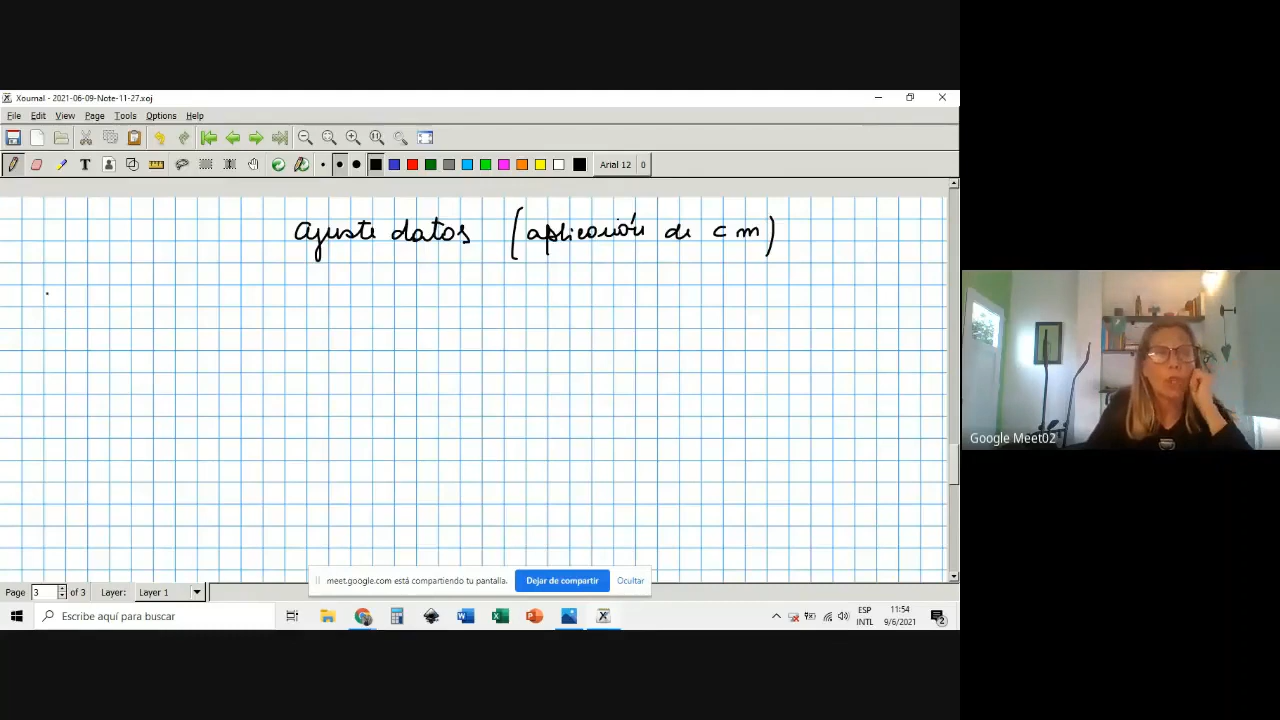 Xournal - 2021-06-09-Note-11-27.xoj
File Edit View Page Tools Options Help
Arial 12 0
ajuste datos (aplicación de c m)
Google Meet02
meet.google.com está compartiendo tu pantalla. Dejar de compartir Ocultar
Page 3 of 3 Layer: Layer 1
Escribe aquí para buscar
ESP 11:54
INTL 9/6/2021 2